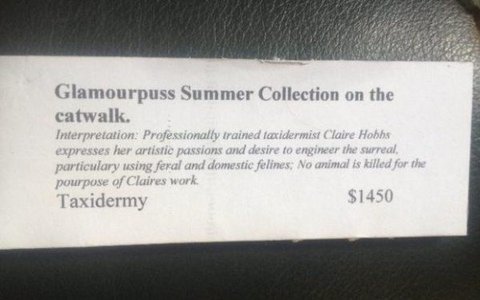 Glamourpuss Summer Collection on the
catwalk.
Interpretation: Professionally trained taxidermist Claire Hobbs
expresses her artistic passions and desire to engineer the surreal,
particulary using feral and domestic felines; No animal is killed for the
pourpose of Claires work.
Taxidermy $1450